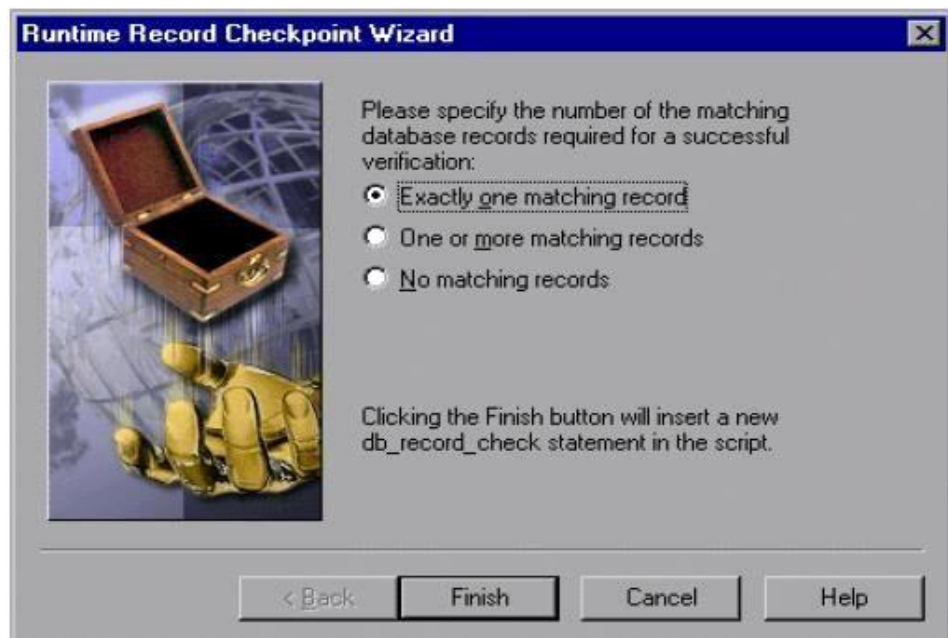 Runtime Record Checkpoint Wizard
Please specify the number of the matching
database records required for a successful
verification:
Exactly one matching record
One or more matching records
No matching records
Clicking the Finish button will insert a new
db_record_check statement in the script.
< Back
Finish
Cancel
Help